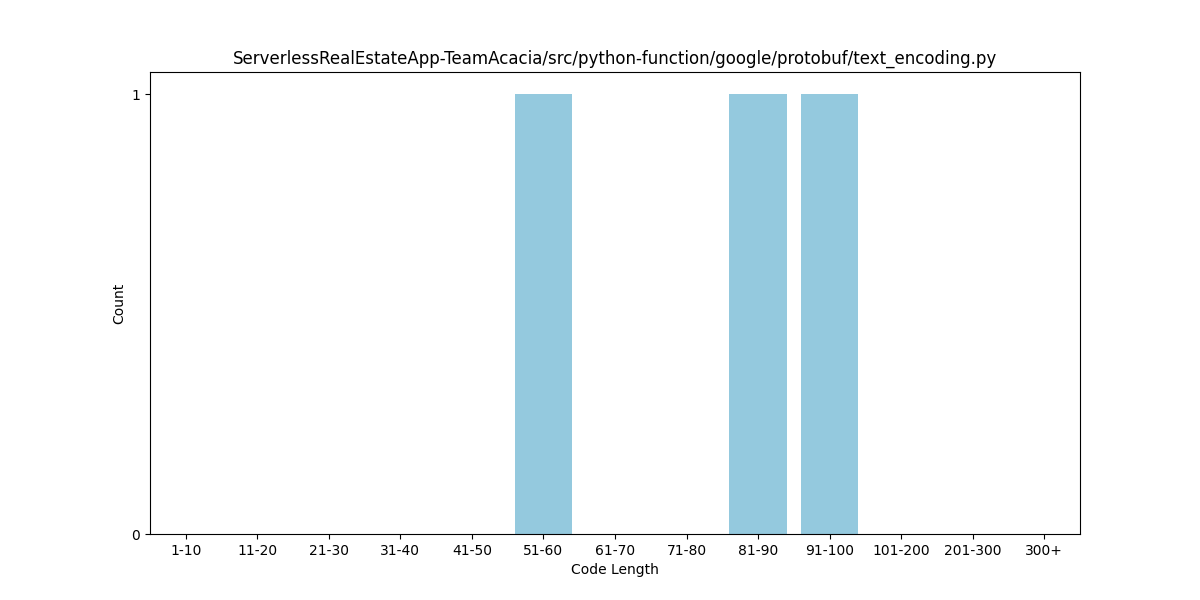 ServerlessRealEstateApp-TeamAcacia/src/python-function/google/protobuf/text_encoding.py
1
Count
0
1-10 11-20 21-30 31-40 41-50 51-60 61-70 71-80 81-90 91-100 101-200 201-300 300+
Code Length